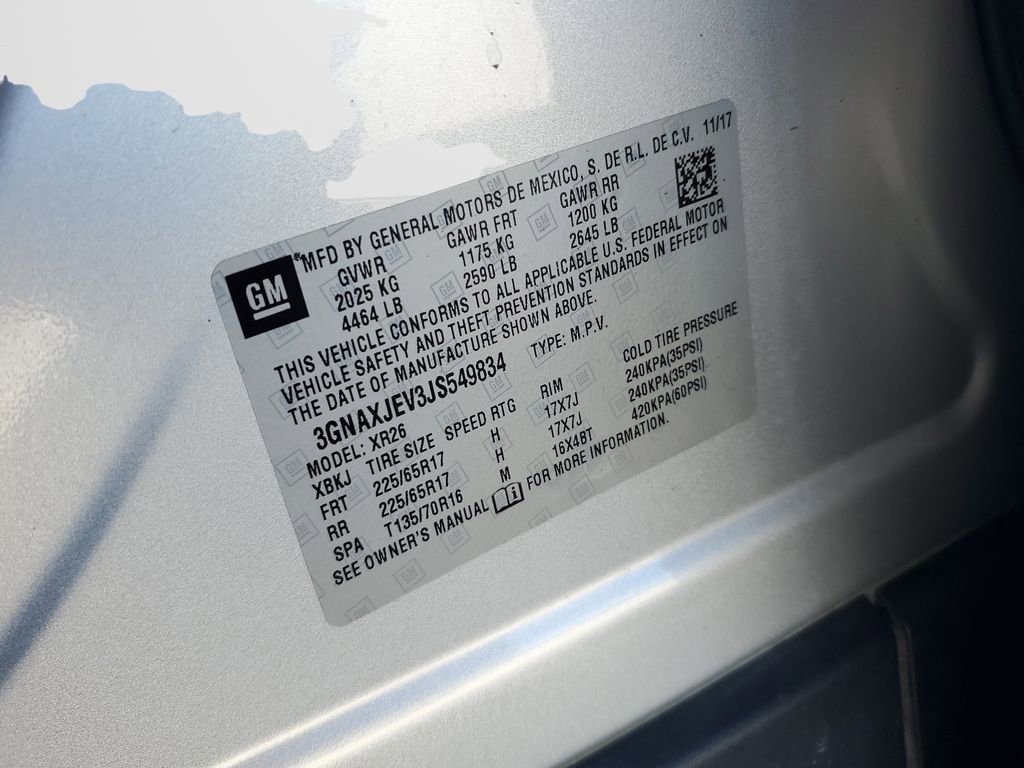 GM
® MFD BY GENERAL MOTORS DE MEXICO, S. DE R.L. DE C.V. 11/17
GVWR GAWR FRT GAWR RR
2025 KG 1175 KG 1200 KG
4464 LB 2590 LB 2645 LB
THIS VEHICLE CONFORMS TO ALL APPLICABLE U.S. FEDERAL MOTOR
VEHICLE SAFETY AND THEFT PREVENTION STANDARDS IN EFFECT ON
THE DATE OF MANUFACTURE SHOWN ABOVE.
3GNAXJEV3JS549834 TYPE: M.P.V.
MODEL: XR26
XBKJ TIRE SIZE SPEED RTG RIM COLD TIRE PRESSURE
FRT 225/65R17 H 17X7J 240KPA(35PSI)
RR 225/65R17 H 17X7J 240KPA(35PSI)
SPA T135/70R16 M 16X4BT 420KPA(60PSI)
SEE OWNER'S MANUAL i FOR MORE INFORMATION.